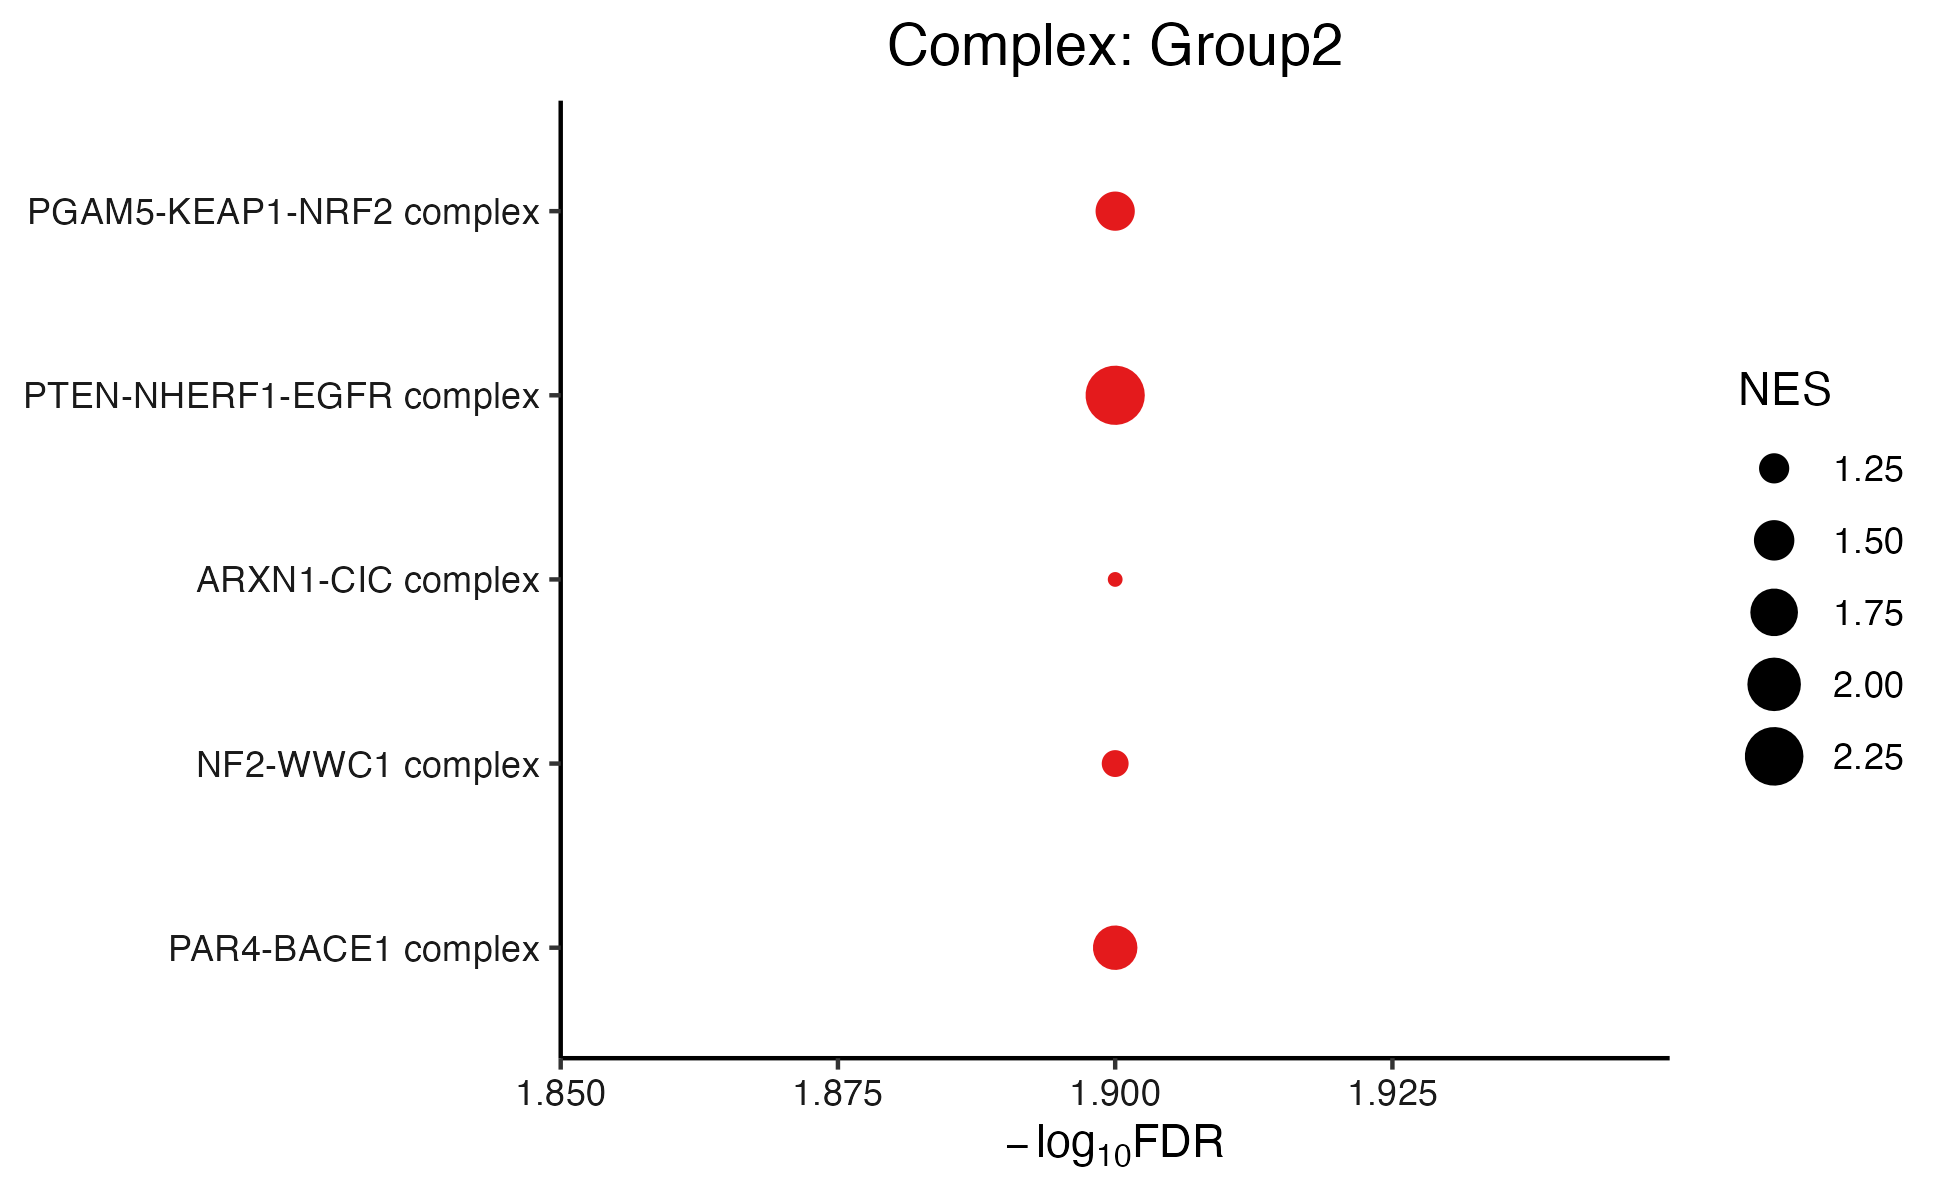 Complex: Group2
PGAM5-KEAP1-NRF2 complex
PTEN-NHERF1-EGFR complex
ARXN1-CIC complex
NF2-WWC1 complex
PAR4-BACE1 complex
1.850 1.875 1.900 1.925
−log10FDR
NES
1.25
1.50
1.75
2.00
2.25